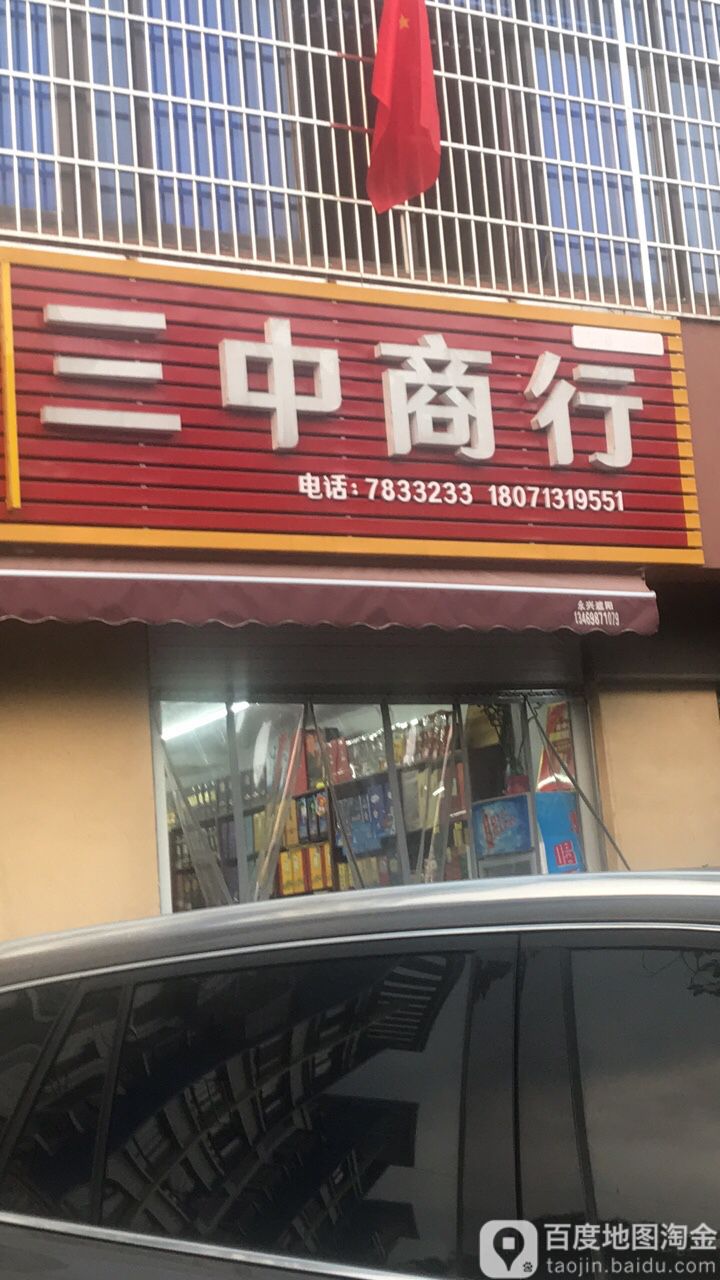 三中商行
电话：7833233 18071319551
永兴遮阳
13469871079
喝
百度地图淘金
taojin.baidu.com